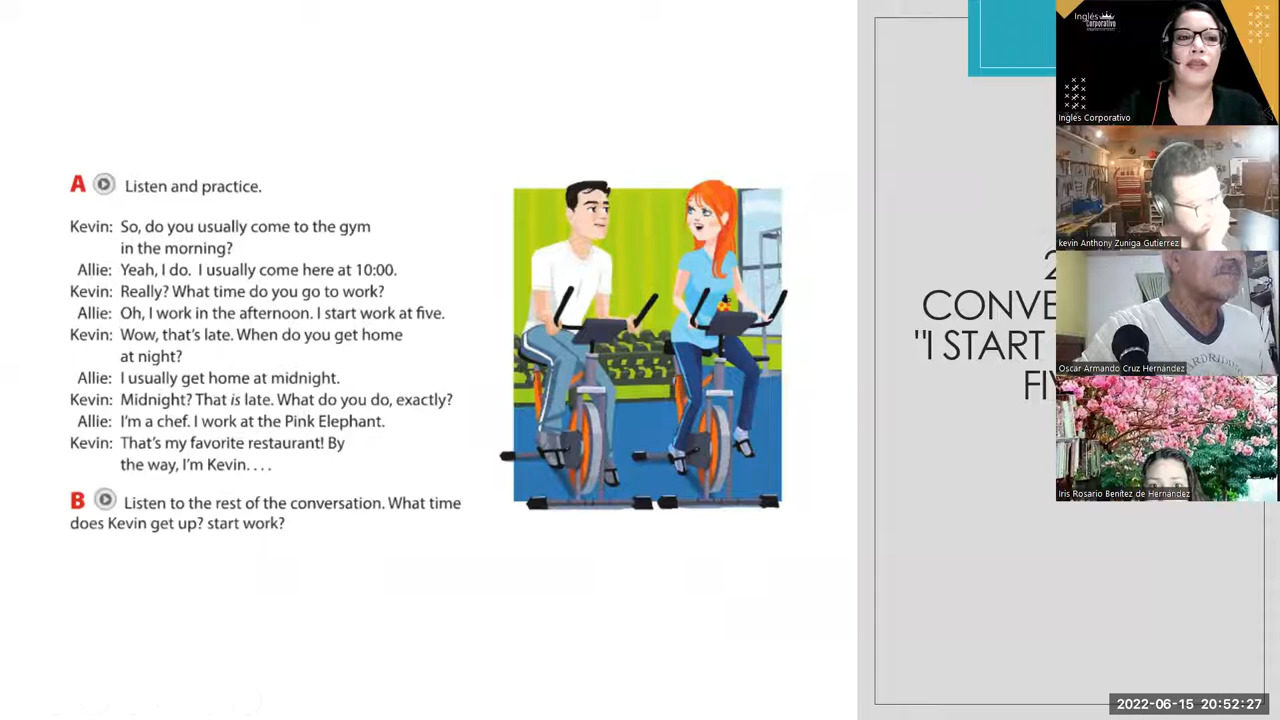 A Listen and practice.
Kevin: So, do you usually come to the gym
in the morning?
Allie: Yeah, I do. I usually come here at 10:00.
Kevin: Really? What time do you go to work?
Allie: Oh, I work in the afternoon. I start work at five.
Kevin: Wow, that's late. When do you get home
at night?
Allie: I usually get home at midnight.
Kevin: Midnight? That is late. What do you do, exactly?
Allie: I'm a chef. I work at the Pink Elephant.
Kevin: That's my favorite restaurant! By
the way, I'm Kevin. . . .
B Listen to the rest of the conversation. What time
does Kevin get up? start work?
2
CONVE
"I START
FI
Inglés
Corporativo
Inglés Corporativo
kevin Anthony Zuniga Gutierrez
Oscar Armando Cruz Hernandez
Iris Rosario Benítez de Hernandez
2022-06-15 20:52:27